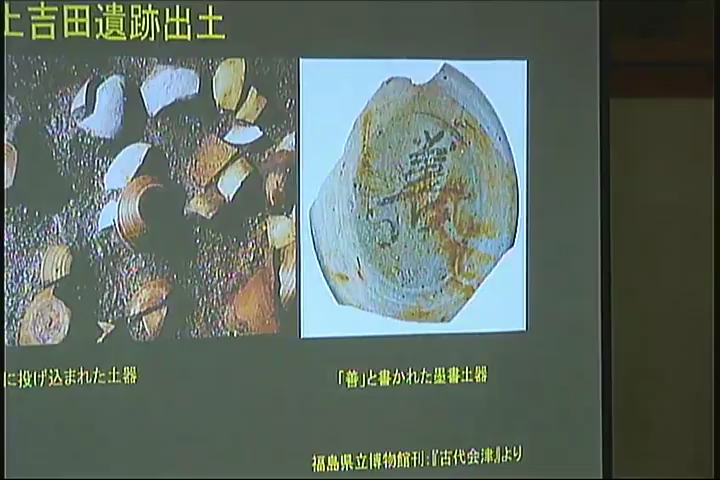 上吉田遺跡出土
に投げ込まれた土器
「善」と書かれた墨書土器
福島県立博物館刊：『古代会津』より